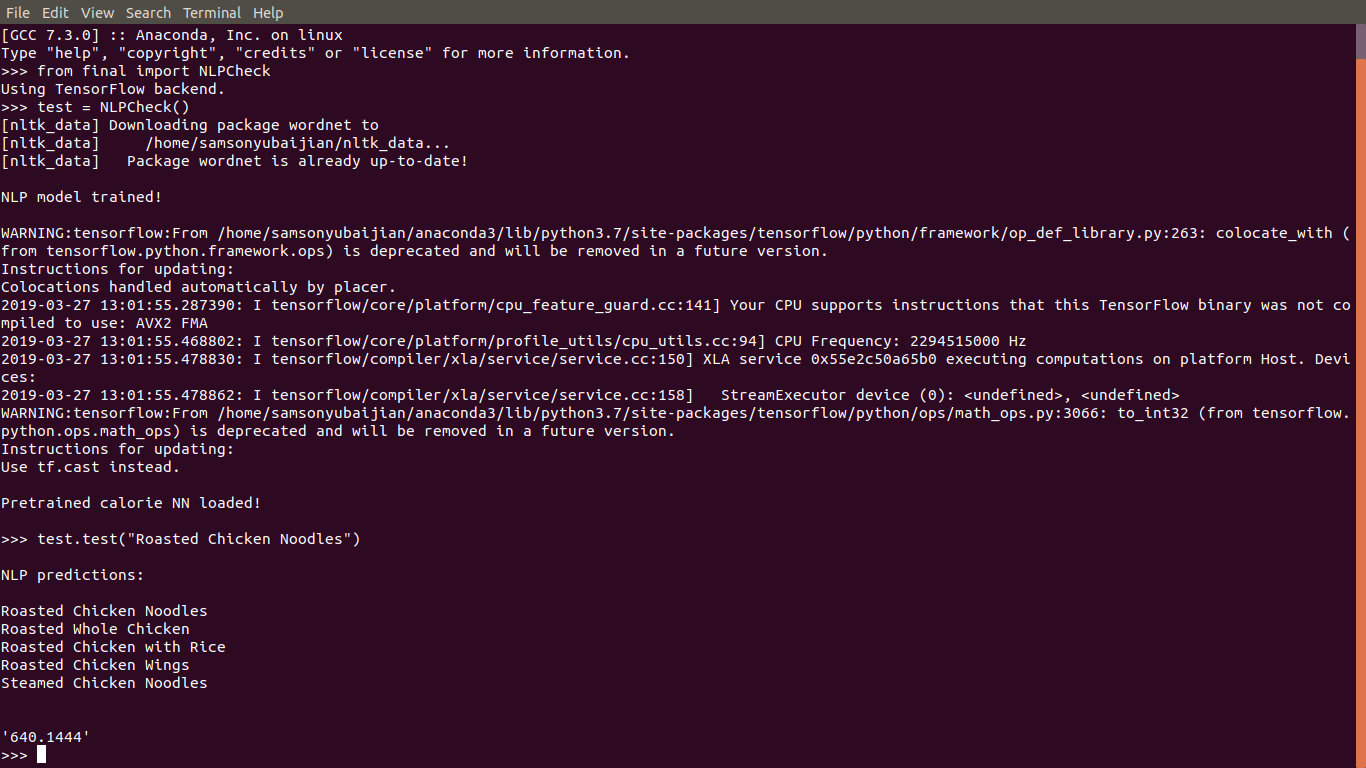 File Edit View Search Terminal Help
[GCC 7.3.0] :: Anaconda, Inc. on linux
Type "help", "copyright", "credits" or "license" for more information.
>>> from final import NLPCheck
Using TensorFlow backend.
>>> test = NLPCheck()
[nltk_data] Downloading package wordnet to
[nltk_data]     /home/samsonyubaijian/nltk_data...
[nltk_data]   Package wordnet is already up-to-date!
NLP model trained!
WARNING:tensorflow:From /home/samsonyubaijian/anaconda3/lib/python3.7/site-packages/tensorflow/python/framework/op_def_library.py:263: colocate_with (
from tensorflow.python.framework.ops) is deprecated and will be removed in a future version.
Instructions for updating:
Colocations handled automatically by placer.
2019-03-27 13:01:55.287390: I tensorflow/core/platform/cpu_feature_guard.cc:141] Your CPU supports instructions that this TensorFlow binary was not co
mpiled to use: AVX2 FMA
2019-03-27 13:01:55.468802: I tensorflow/core/platform/profile_utils/cpu_utils.cc:94] CPU Frequency: 2294515000 Hz
2019-03-27 13:01:55.478830: I tensorflow/compiler/xla/service/service.cc:150] XLA service 0x55e2c50a65b0 executing computations on platform Host. Devi
ces:
2019-03-27 13:01:55.478862: I tensorflow/compiler/xla/service/service.cc:158]   StreamExecutor device (0): <undefined>, <undefined>
WARNING:tensorflow:From /home/samsonyubaijian/anaconda3/lib/python3.7/site-packages/tensorflow/python/ops/math_ops.py:3066: to_int32 (from tensorflow.
python.ops.math_ops) is deprecated and will be removed in a future version.
Instructions for updating:
Use tf.cast instead.
Pretrained calorie NN loaded!
>>> test.test("Roasted Chicken Noodles")
NLP predictions:
Roasted Chicken Noodles
Roasted Whole Chicken
Roasted Chicken with Rice
Roasted Chicken Wings
Steamed Chicken Noodles
'640.1444'
>>>